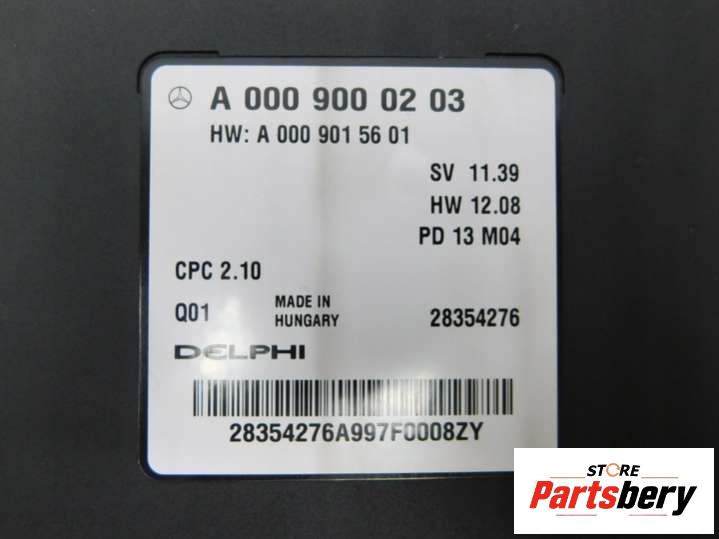 A 000 900 02 03
HW: A 000 901 56 01
SV 11.39
HW 12.08
PD 13 M04
CPC 2.10
Q01 MADE IN HUNGARY 28354276
DELPHI
28354276A997F0008ZY
STORE
Partsbery